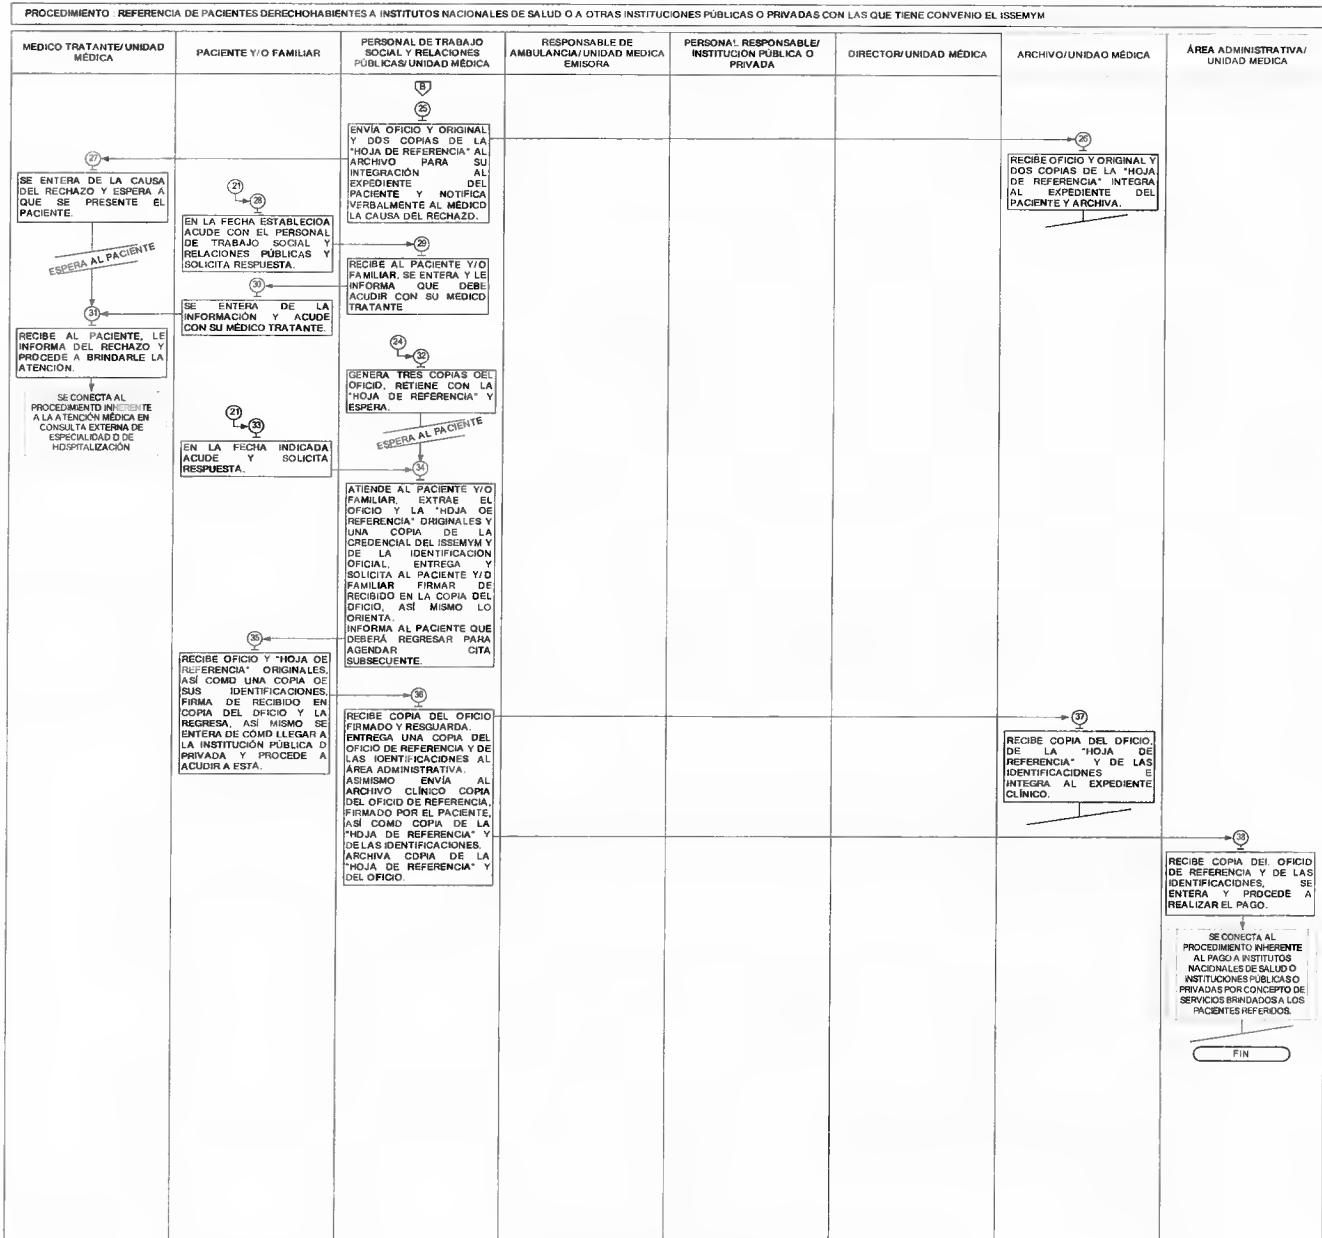 PROCEDIMIENTO : REFERENCIA DE PACIENTES DERECHOHABIENTES A INSTITUTOS NACIONALES DE SALUD O A OTRAS INSTITUCIONES PÚBLICAS O PRIVADAS CON LAS QUE TIENE CONVENIO EL ISSEMYM
MÉDICO TRATANTE/UNIDAD
MÉDICA
PACIENTE Y/O FAMILIAR
PERSONAL DE TRABAJO
SOCIAL Y RELACIONES
PÚBLICAS/UNIDAD MÉDICA
RESPONSABLE DE
AMBULANCIA/UNIDAD MEDICA
EMISORA
PERSONAL RESPONSABLE/
INSTITUCIÓN PÚBLICA O
PRIVADA
DIRECTOR/UNIDAD MÉDICA
ARCHIVO/UNIDAD MÉDICA
ÁREA ADMINISTRATIVA/
UNIDAD MEDICA
B
25
ENVÍA OFICIO Y ORIGINAL
Y DOS COPIAS DE LA
"HOJA DE REFERENCIA" AL
ARCHIVO PARA SU
INTEGRACIÓN AL
EXPEDIENTE DEL
PACIENTE Y NOTIFICA
VERBALMENTE AL MÉDICO
LA CAUSA DEL RECHAZO.
26
RECIBE OFICIO Y ORIGINAL Y
DOS COPIAS DE LA "HOJA
DE REFERENCIA" INTEGRA
AL EXPEDIENTE DEL
PACIENTE Y ARCHIVA.
27
SE ENTERA DE LA CAUSA
DEL RECHAZO Y ESPERA A
QUE SE PRESENTE EL
PACIENTE.
ESPERA AL PACIENTE
21
28
EN LA FECHA ESTABLECIDA
ACUDE CON EL PERSONAL
DE TRABAJO SOCIAL Y
RELACIONES PÚBLICAS Y
SOLICITA RESPUESTA.
29
RECIBE AL PACIENTE Y/O
FAMILIAR, SE ENTERA Y LE
INFORMA QUE DEBE
ACUDIR CON SU MEDICO
TRATANTE
30
SE ENTERA DE LA
INFORMACIÓN Y ACUDE
CON SU MÉDICO TRATANTE.
31
RECIBE AL PACIENTE, LE
INFORMA DEL RECHAZO Y
PROCEDE A BRINDARLE LA
ATENCIÓN.
SE CONECTA AL
PROCEDIMIENTO INHERENTE
A LA ATENCIÓN MÉDICA EN
CONSULTA EXTERNA DE
ESPECIALIDAD O DE
HOSPITALIZACIÓN
24
32
GENERA TRES COPIAS DEL
OFICIO, RETIENE CON LA
"HOJA DE REFERENCIA" Y
ESPERA.
ESPERA AL PACIENTE
21
33
EN LA FECHA INDICADA
ACUDE Y SOLICITA
RESPUESTA.
34
ATIENDE AL PACIENTE Y/O
FAMILIAR, EXTRAE EL
OFICIO Y LA "HOJA DE
REFERENCIA" ORIGINALES Y
UNA COPIA DE LA
CREDENCIAL DEL ISSEMYM Y
DE LA IDENTIFICACION
OFICIAL, ENTREGA Y
SOLICITA AL PACIENTE Y/O
FAMILIAR FIRMAR DE
RECIBIDO EN LA COPIA DEL
OFICIO, ASÍ MISMO LO
ORIENTA.
INFORMA AL PACIENTE QUE
DEBERÁ REGRESAR PARA
AGENDAR CITA
SUBSECUENTE.
35
RECIBE OFICIO Y "HOJA DE
REFERENCIA" ORIGINALES,
ASÍ COMO UNA COPIA DE
SUS IDENTIFICACIONES,
FIRMA DE RECIBIDO EN
COPIA DEL OFICIO Y LA
REGRESA, ASÍ MISMO SE
ENTERA DE CÓMO LLEGAR A
LA INSTITUCIÓN PÚBLICA O
PRIVADA Y PROCEDE A
ACUDIR A ESTÁ.
36
RECIBE COPIA DEL OFICIO
FIRMADO Y RESGUARDA.
ENTREGA UNA COPIA DEL
OFICIO DE REFERENCIA Y DE
LAS IDENTIFICACIONES AL
ÁREA ADMINISTRATIVA.
ASIMISMO ENVÍA AL
ARCHIVO CLÍNICO COPIA
DEL OFICIO DE REFERENCIA,
FIRMADO POR EL PACIENTE,
ASÍ COMO COPIA DE LA
"HOJA DE REFERENCIA" Y
DE LAS IDENTIFICACIONES.
ARCHIVA COPIA DE LA
"HOJA DE REFERENCIA" Y
DEL OFICIO.
37
RECIBE COPIA DEL OFICIO,
DE LA "HOJA DE
REFERENCIA" Y DE LAS
IDENTIFICACIONES E
INTEGRA AL EXPEDIENTE
CLÍNICO.
38
RECIBE COPIA DEL OFICIO
DE REFERENCIA Y DE LAS
IDENTIFICACIONES, SE
ENTERA Y PROCEDE A
REALIZAR EL PAGO.
SE CONECTA AL
PROCEDIMIENTO INHERENTE
AL PAGO A INSTITUTOS
NACIONALES DE SALUD O
INSTITUCIONES PÚBLICAS O
PRIVADAS POR CONCEPTO DE
SERVICIOS BRINDADOS A LOS
PACIENTES REFERIDOS.
FIN